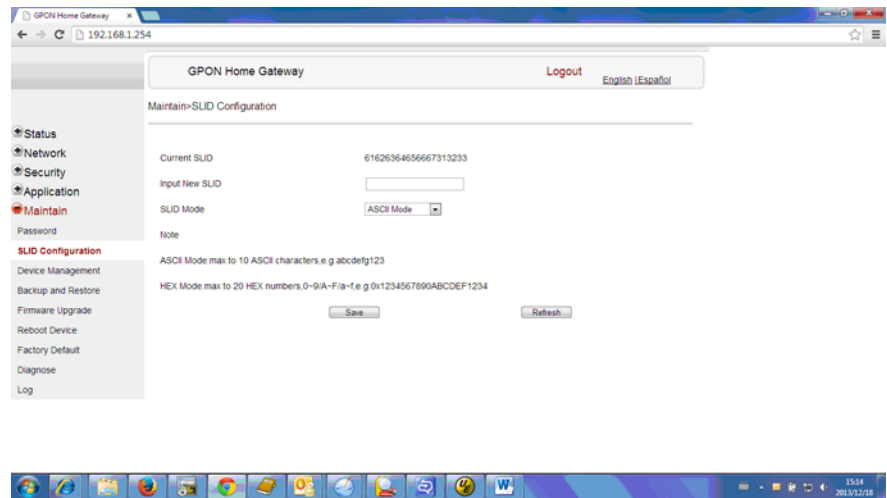 GPON Home Gateway
192.168.1.254
GPON Home Gateway Logout English | Español
Maintain>SLID Configuration
Status
Network
Security
Application
Maintain
Password
SLID Configuration
Device Management
Backup and Restore
Firmware Upgrade
Reboot Device
Factory Default
Diagnose
Log
Current SLID 61626364656667313233
Input New SLID
SLID Mode ASCII Mode
Note
ASCII Mode:max to 10 ASCII characters,e.g:abcdefg123
HEX Mode:max to 20 HEX numbers,0~9/A~F/a~f,e.g:0x1234567890ABCDEF1234
Save Refresh
15:14
2013/12/18